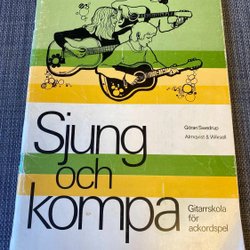 Göran Swedrup
Almqvist & Wiksell
Sjung
och
kompa
Gitarrskola
för
ackordspel